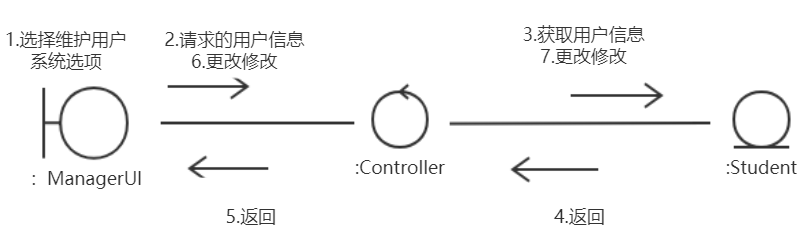 1.选择维护用户
系统选项
2.请求的用户信息
6.更改修改
3.获取用户信息
7.更改修改
：ManagerUI
:Controller
:Student
5.返回
4.返回